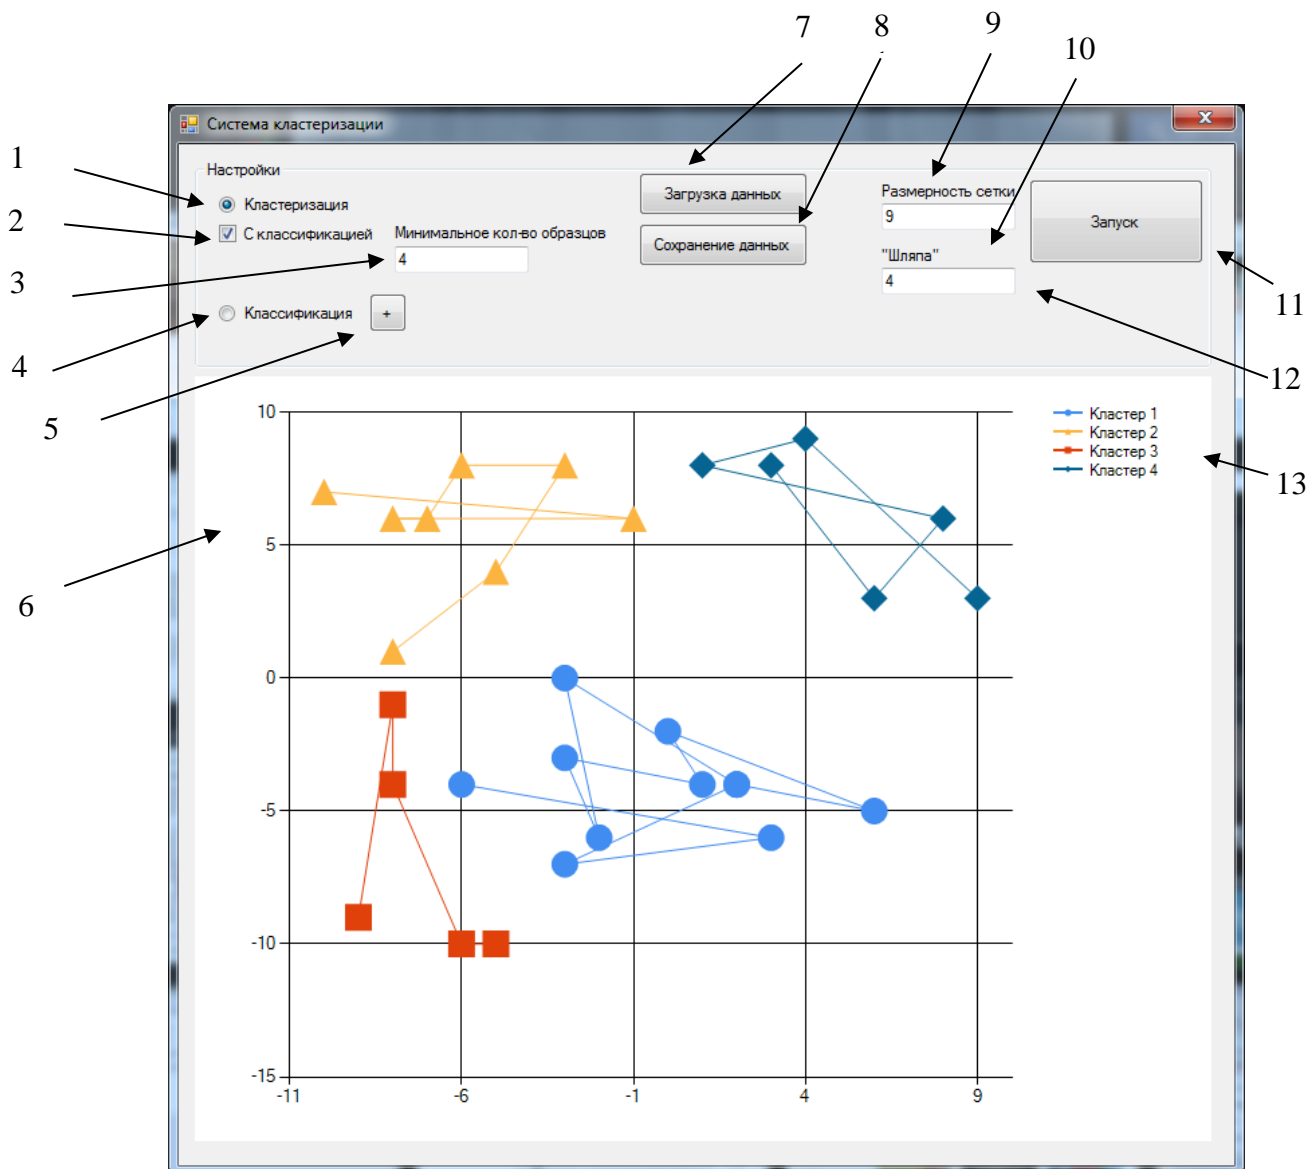 7
8
9
10
Система кластеризации
1
Настройки
Кластеризация
Загрузка данных
Размерность сетки
9
Запуск
2
С классификацией
Минимальное кол-во образцов
4
Сохранение данных
"Шляпа"
4
3
11
4
Классификация
+
12
5
10
5
0
-5
-10
-15
-11
-6
-1
4
9
Кластер 1
Кластер 2
Кластер 3
Кластер 4
13
6